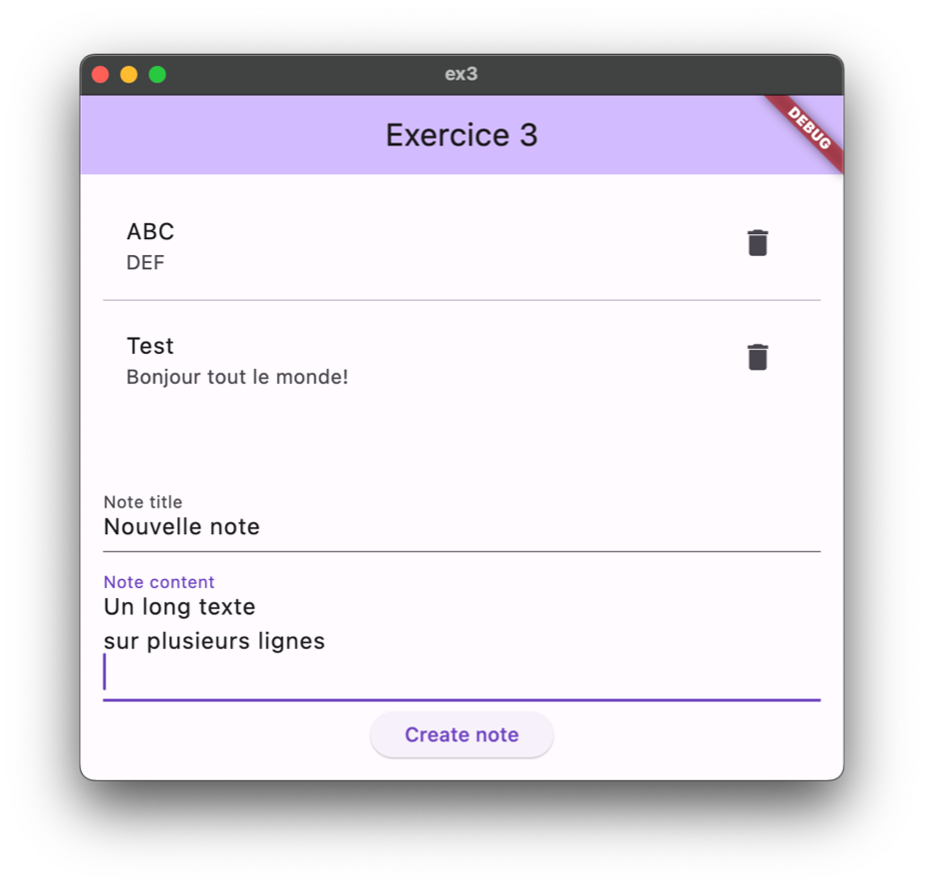 ex3
Exercice 3
DEBUG
ABC
DEF
Test
Bonjour tout le monde!
Note title
Nouvelle note
Note content
Un long texte
sur plusieurs lignes
Create note